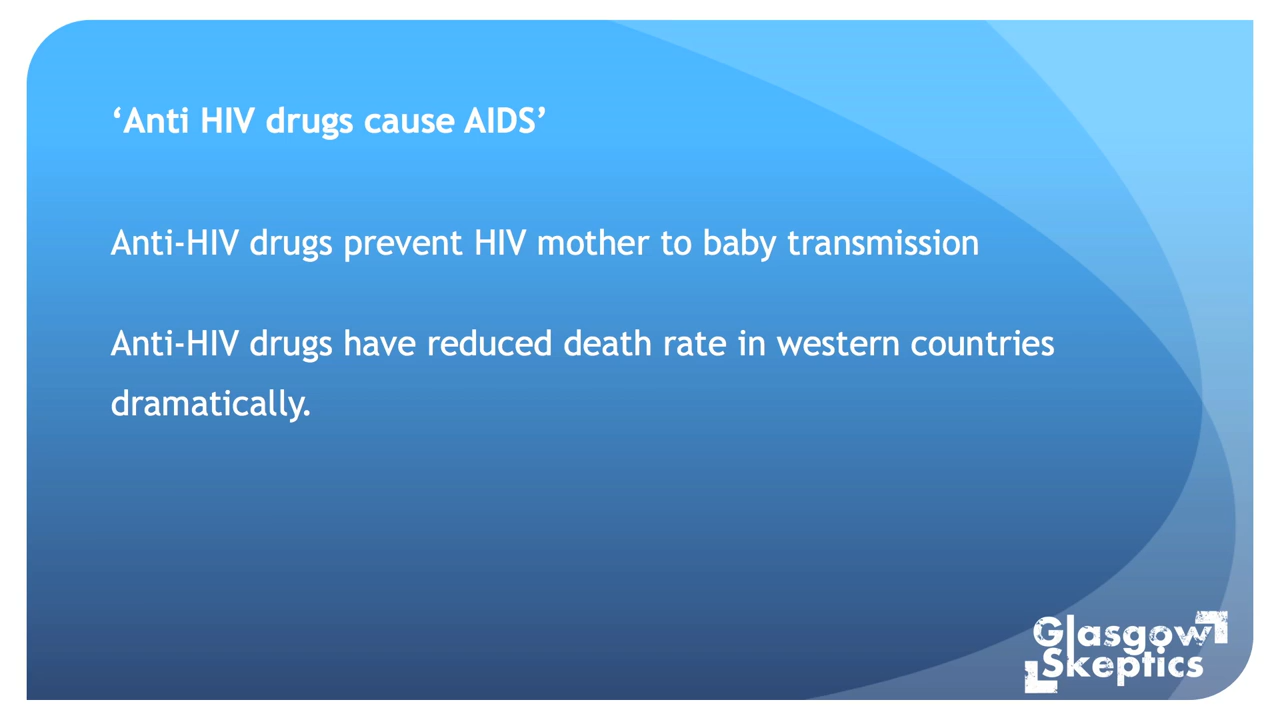 ‘Anti HIV drugs cause AIDS’
Anti-HIV drugs prevent HIV mother to baby transmission
Anti-HIV drugs have reduced death rate in western countries
dramatically.
Glasgow
Skeptics